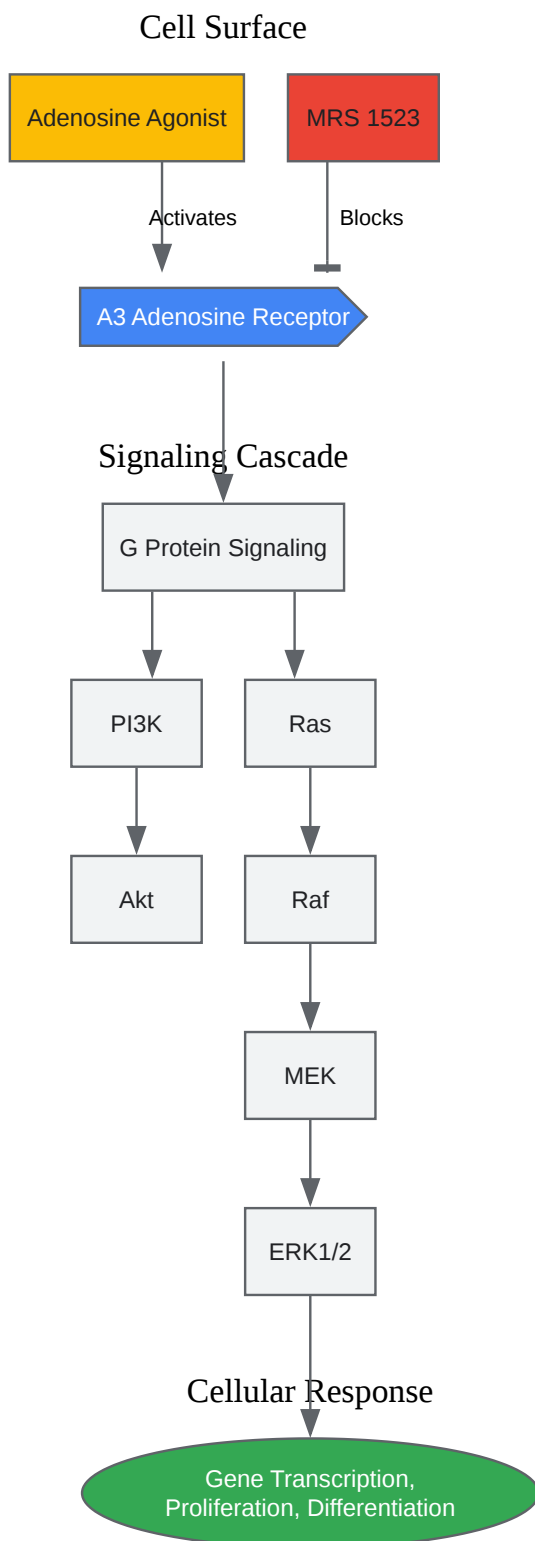 Cell Surface
Adenosine Agonist
MRS 1523
Activates
Blocks
A3 Adenosine Receptor
Signaling Cascade
G Protein Signaling
PI3K
Ras
Akt
Raf
MEK
ERK1/2
Cellular Response
Gene Transcription,
Proliferation, Differentiation